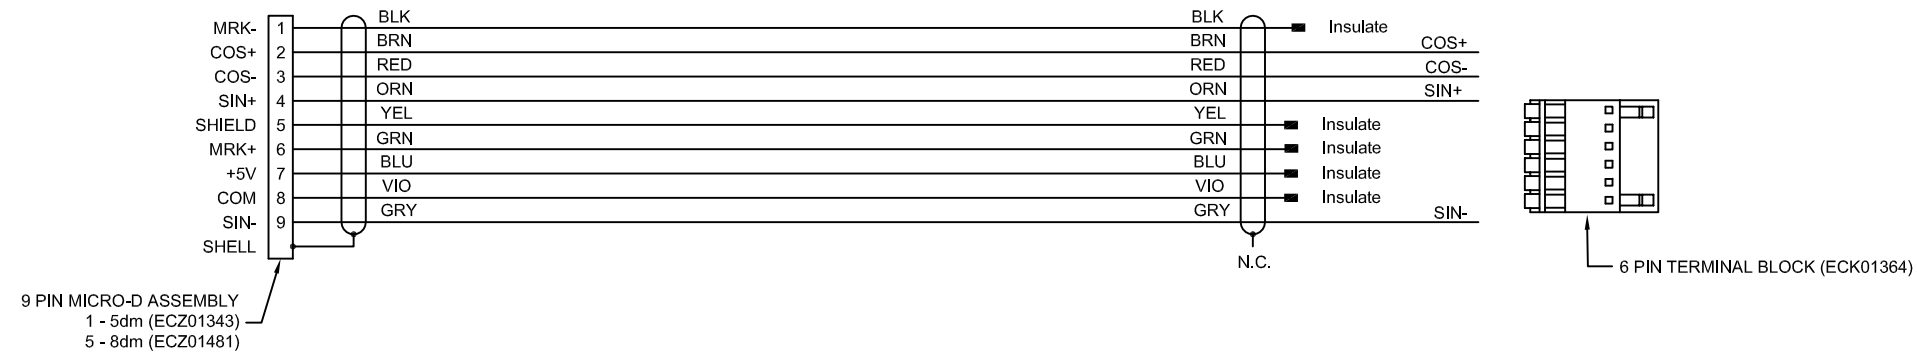 MRK- 1 BLK BLK Insulate
COS+ 2 BRN BRN COS+
COS- 3 RED RED COS-
SIN+ 4 ORN ORN SIN+
SHIELD 5 YEL YEL Insulate
MRK+ 6 GRN GRN Insulate
+5V 7 BLU BLU Insulate
COM 8 VIO VIO Insulate
SIN- 9 GRY GRY SIN-
SHELL
N.C.
6 PIN TERMINAL BLOCK (ECK01364)
9 PIN MICRO-D ASSEMBLY
1 - 5dm (ECZ01343)
5 - 8dm (ECZ01481)